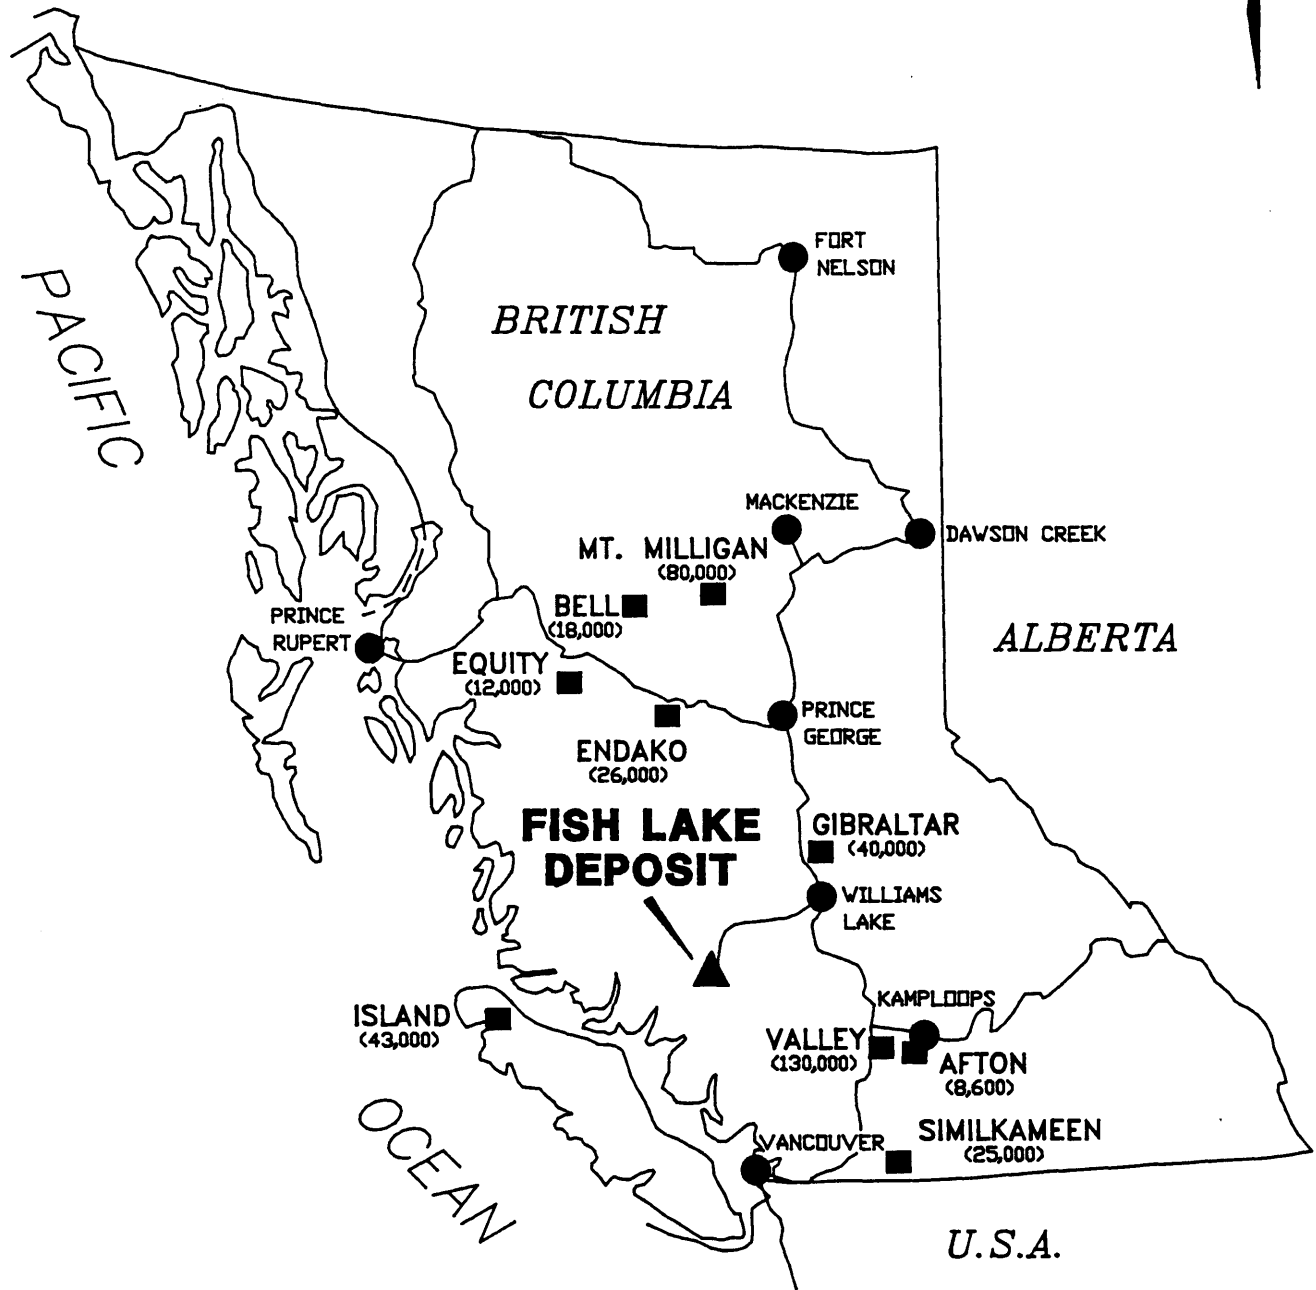 FORT
NELSON
PACIFIC
BRITISH
COLUMBIA
MACKENZIE
DAWSON CREEK
MT. MILLIGAN
(80,000)
BELL
(18,000)
PRINCE
RUPERT
ALBERTA
EQUITY
(12,000)
PRINCE
GEORGE
ENDAKO
(26,000)
FISH LAKE
DEPOSIT
GIBRALTAR
(40,000)
WILLIAMS
LAKE
KAMPLOOPS
ISLAND
(43,000)
VALLEY
(130,000)
AFTON
(8,600)
OCEAN
VANCOUVER
SIMILKAMEEN
(25,000)
U.S.A.